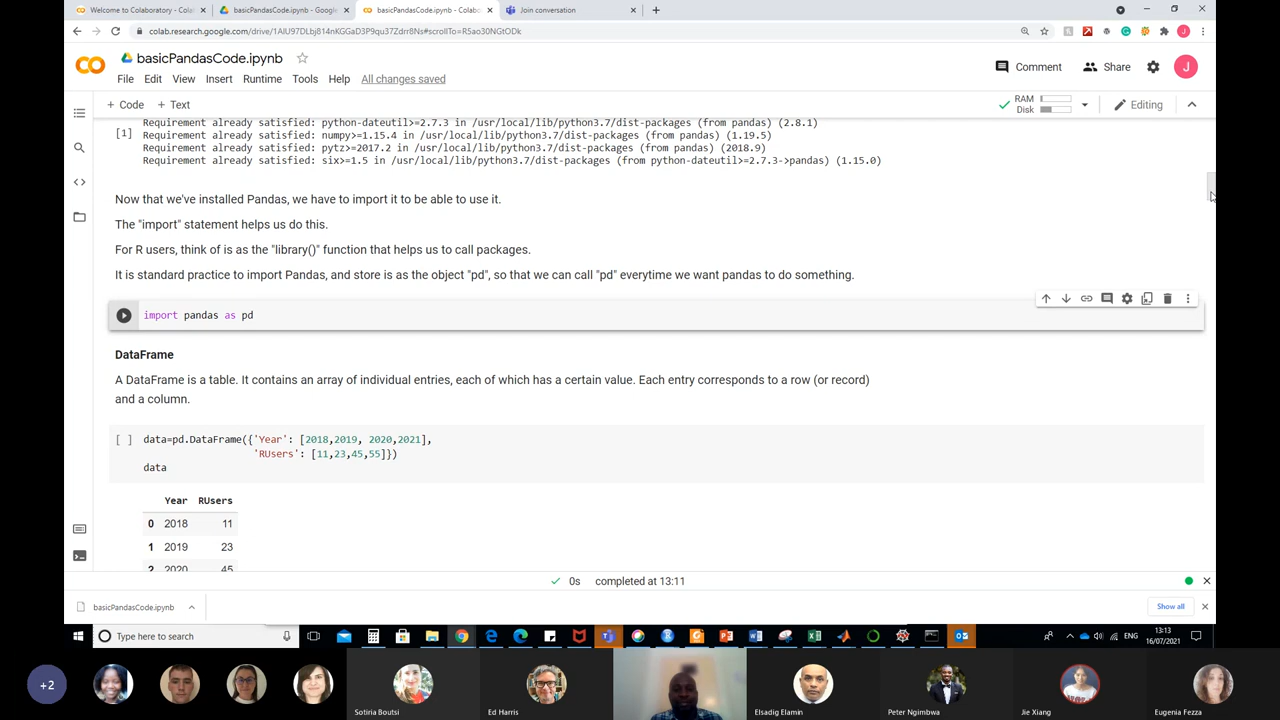 Welcome to Colaboratory
basicPandasCode.ipynb - Google
basicPandasCode.ipynb - Colabo
Join conversation
colab.research.google.com/drive/1AIU97DLbj814nKGGaD3P9qu37Zdrr8Ns#scrollTo=R5ao30NGtODk
basicPandasCode.ipynb
Comment
Share
J
File Edit View Insert Runtime Tools Help All changes saved
+ Code + Text
RAM
Disk
Editing
Requirement already satisfied: python-dateutil>=2.7.3 in /usr/local/lib/python3.7/dist-packages (from pandas) (2.8.1)
[1] Requirement already satisfied: numpy>=1.15.4 in /usr/local/lib/python3.7/dist-packages (from pandas) (1.19.5)
Requirement already satisfied: pytz>=2017.2 in /usr/local/lib/python3.7/dist-packages (from pandas) (2018.9)
Requirement already satisfied: six>=1.5 in /usr/local/lib/python3.7/dist-packages (from python-dateutil>=2.7.3->pandas) (1.15.0)
Now that we've installed Pandas, we have to import it to be able to use it.
The "import" statement helps us do this.
For R users, think of is as the "library()" function that helps us to call packages.
It is standard practice to import Pandas, and store is as the object "pd", so that we can call "pd" everytime we want pandas to do something.
import pandas as pd
DataFrame
A DataFrame is a table. It contains an array of individual entries, each of which has a certain value. Each entry corresponds to a row (or record)
and a column.
[ ] data=pd.DataFrame({'Year': [2018,2019, 2020,2021],
'RUsers': [11,23,45,55]})
data
Year RUsers
0 2018 11
1 2019 23
2 2020 45
0s completed at 13:11
basicPandasCode.ipynb
Show all
Type here to search
ENG
13:13
16/07/2021
+2
Sotiria Boutsi
Ed Harris
Elsadig Elamin
Peter Ngimbwa
Jie Xiang
Eugenia Fezza